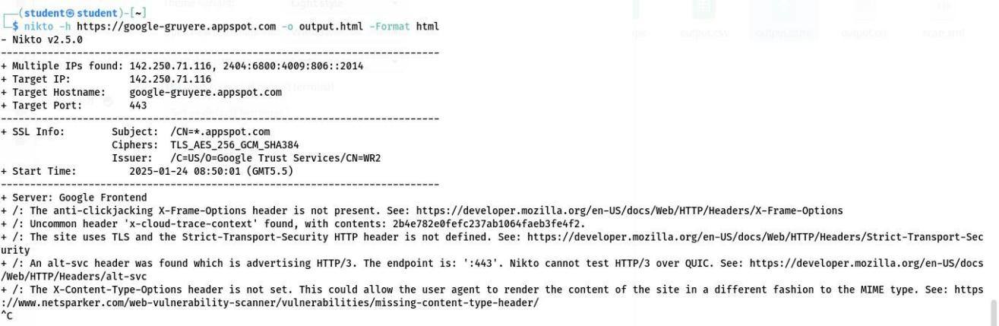 Theme variant: Light style
(student㉿student)-[~]
$ nikto -h https://google-gruyere.appspot.com -o output.html -Format html
- Nikto v2.5.0
---------------------------------------------------------------------------
+ Multiple IPs found: 142.250.71.116, 2404:6800:4009:806::2014
+ Target IP: 142.250.71.116
+ Target Hostname: google-gruyere.appspot.com
+ Target Port: 443
---------------------------------------------------------------------------
+ SSL Info: Subject: /CN=*.appspot.com
Ciphers: TLS_AES_256_GCM_SHA384
Issuer: /C=US/O=Google Trust Services/CN=WR2
+ Start Time: 2025-01-24 08:50:01 (GMT5.5)
---------------------------------------------------------------------------
+ Server: Google Frontend
+ /: The anti-clickjacking X-Frame-Options header is not present. See: https://developer.mozilla.org/en-US/docs/Web/HTTP/Headers/X-Frame-Options
+ /: Uncommon header 'x-cloud-trace-context' found, with contents: 2b4e782e0fefc237ab1064faeb3fe4f2.
+ /: The site uses TLS and the Strict-Transport-Security HTTP header is not defined. See: https://developer.mozilla.org/en-US/docs/Web/HTTP/Headers/Strict-Transport-Sec
urity
+ /: An alt-svc header was found which is advertising HTTP/3. The endpoint is: ':443'. Nikto cannot test HTTP/3 over QUIC. See: https://developer.mozilla.org/en-US/docs
/Web/HTTP/Headers/alt-svc
+ /: The X-Content-Type-Options header is not set. This could allow the user agent to render the content of the site in a different fashion to the MIME type. See: https
://www.netsparker.com/web-vulnerability-scanner/vulnerabilities/missing-content-type-header/
^C